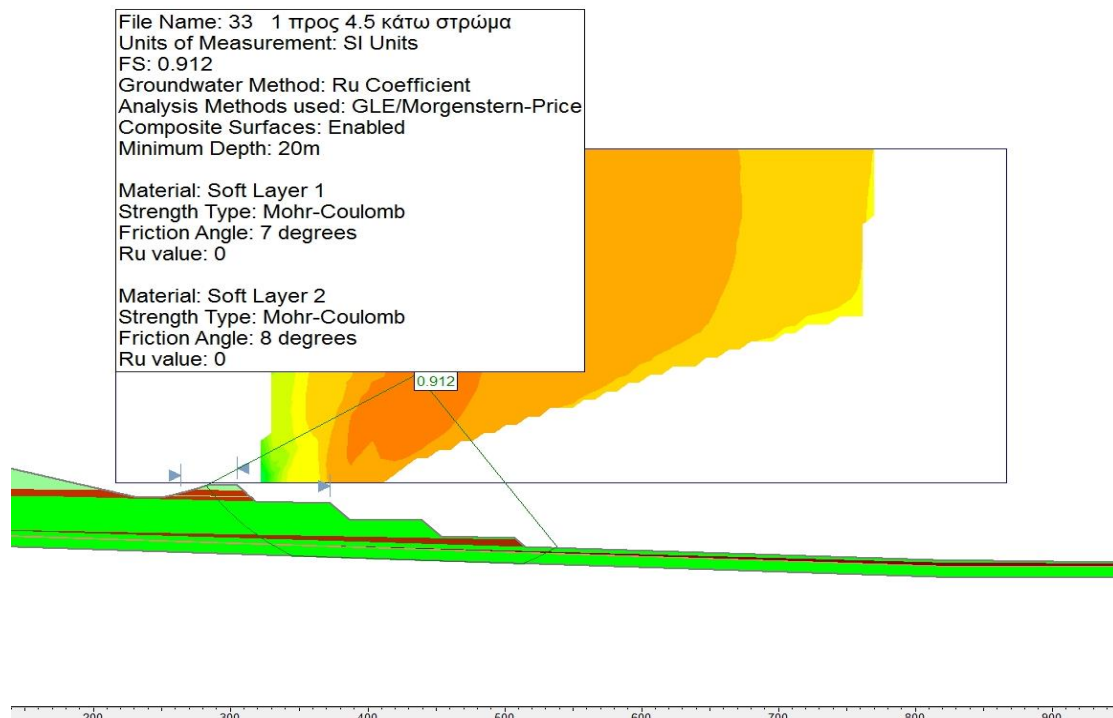 File Name: 33 1 προς 4.5 κάτω στρώμα
Units of Measurement: SI Units
FS: 0.912
Groundwater Method: Ru Coefficient
Analysis Methods used: GLE/Morgenstern-Price
Composite Surfaces: Enabled
Minimum Depth: 20m
Material: Soft Layer 1
Strength Type: Mohr-Coulomb
Friction Angle: 7 degrees
Ru value: 0
Material: Soft Layer 2
Strength Type: Mohr-Coulomb
Friction Angle: 8 degrees
Ru value: 0
0.912
200 300 400 500 600 700 800 900